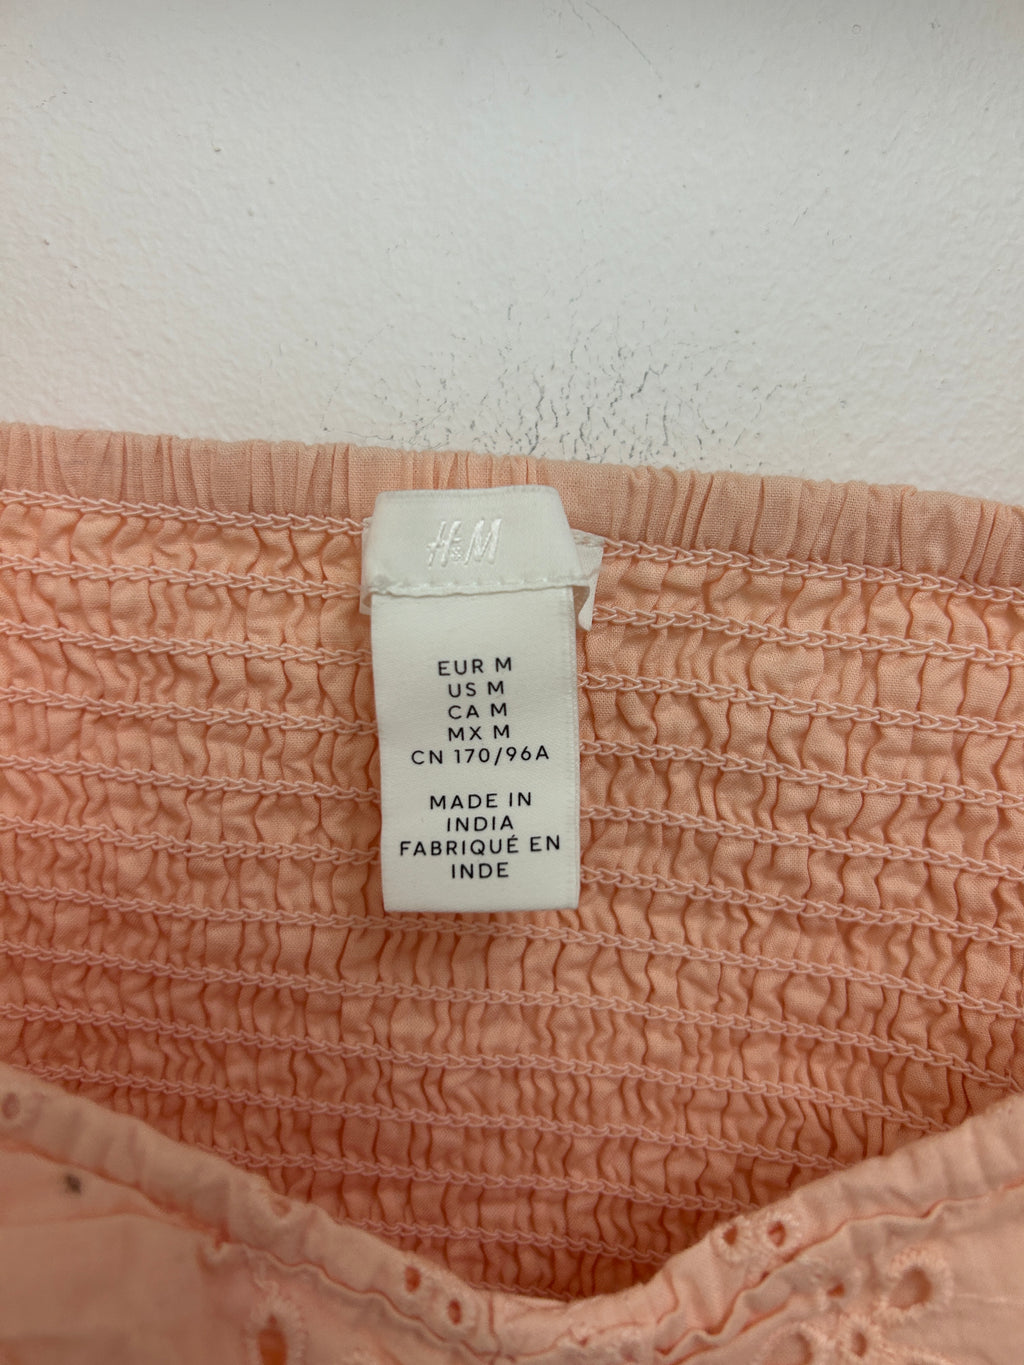 H&M
EUR M
US M
CA M
MX M
CN 170/96A
MADE IN
INDIA
FABRIQUÉ EN
INDE